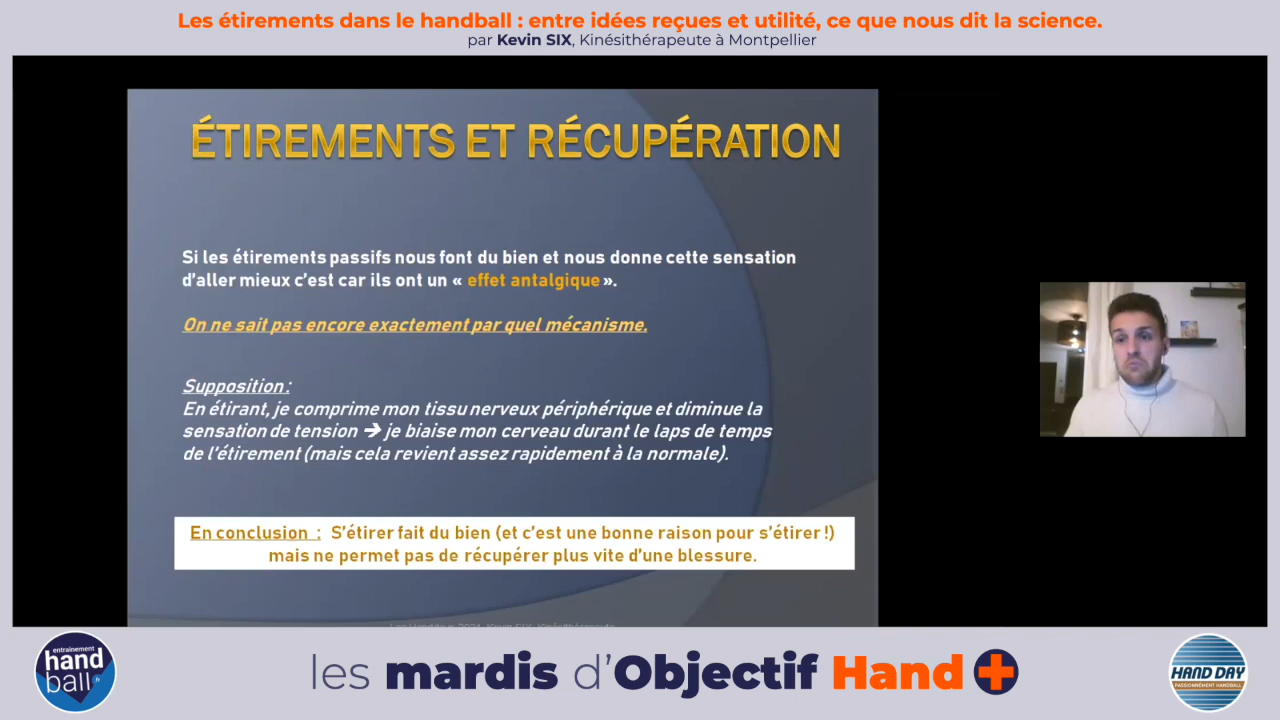 Les étirements dans le handball : entre idées reçues et utilité, ce que nous dit la science.
par Kevin SIX, Kinésithérapeute à Montpellier
ÉTIREMENTS ET RÉCUPÉRATION
Si les étirements passifs nous font du bien et nous donne cette sensation
d'aller mieux c'est car ils ont un « effet antalgique ».
On ne sait pas encore exactement par quel mécanisme.
Supposition :
En étirant, je comprime mon tissu nerveux périphérique et diminue la
sensation de tension ➔ je biaise mon cerveau durant le laps de temps
de l'étirement (mais cela revient assez rapidement à la normale).
En conclusion : S'étirer fait du bien (et c'est une bonne raison pour s'étirer !)
mais ne permet pas de récupérer plus vite d'une blessure.
entrainement
hand
ball
les mardis d'Objectif Hand +
HAND DAY
PASSIONNÉMENT HANDBALL